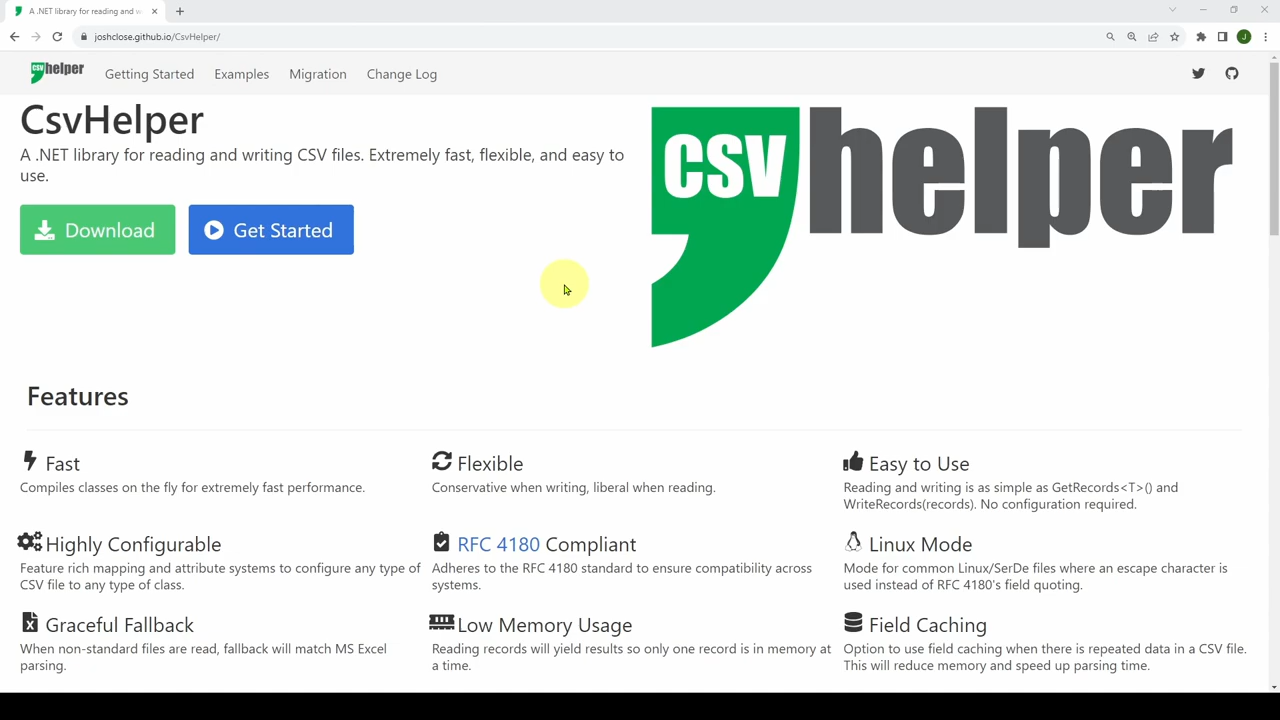 A .NET library for reading and w
joshclose.github.io/CsvHelper/
J
csv helper
Getting Started
Examples
Migration
Change Log
CsvHelper
A .NET library for reading and writing CSV files. Extremely fast, flexible, and easy to
use.
Download
Get Started
csv helper
Features
Fast
Compiles classes on the fly for extremely fast performance.
Flexible
Conservative when writing, liberal when reading.
Easy to Use
Reading and writing is as simple as GetRecords<T>() and
WriteRecords(records). No configuration required.
Highly Configurable
Feature rich mapping and attribute systems to configure any type of
CSV file to any type of class.
RFC 4180 Compliant
Adheres to the RFC 4180 standard to ensure compatibility across
systems.
Linux Mode
Mode for common Linux/SerDe files where an escape character is
used instead of RFC 4180's field quoting.
Graceful Fallback
When non-standard files are read, fallback will match MS Excel
parsing.
Low Memory Usage
Reading records will yield results so only one record is in memory at
a time.
Field Caching
Option to use field caching when there is repeated data in a CSV file.
This will reduce memory and speed up parsing time.